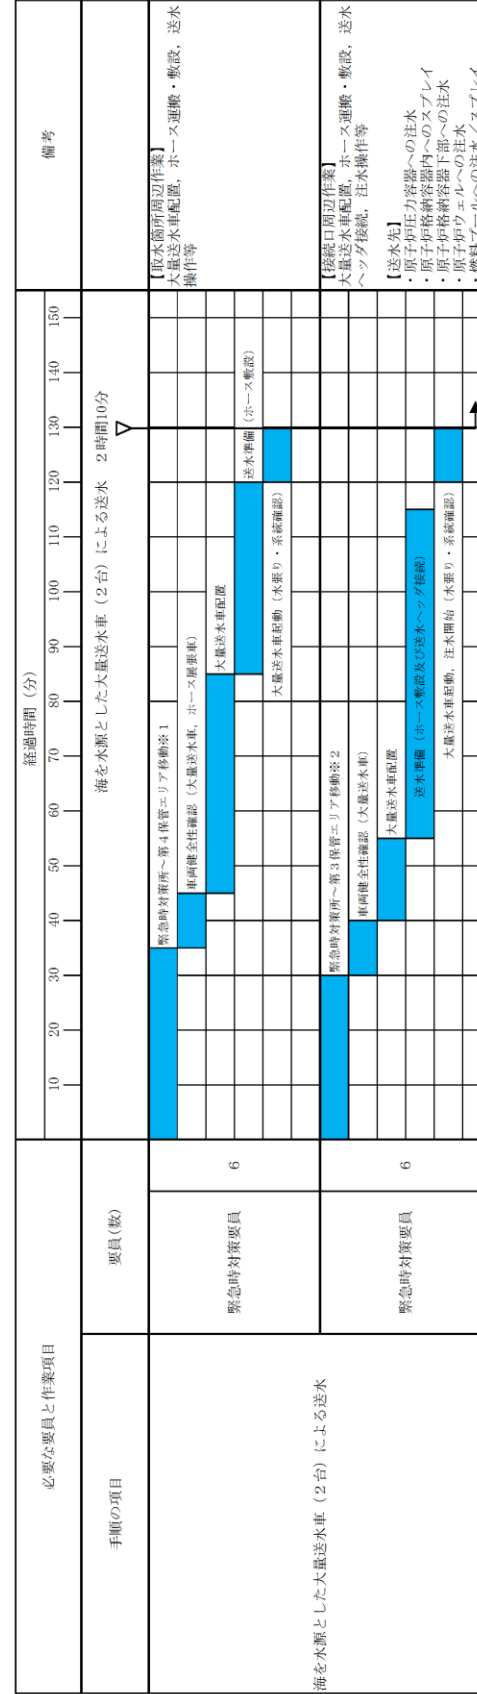 必要な要員と作業項目
経過時間（分）
備考
10 20 30 40 50 60 70 80 90 100 110 120 130 140 150
手順の項目
要員(数)
海を水源とした大量送水車（２台）による送水　２時間10分
海を水源とした大量送水車（２台）による送水
緊急時対策要員
6
緊急時対策所～第４保管エリア移動※１
車両健全性確認（大量送水車，ホース展張車）
大量送水車配置
送水準備（ホース敷設）
大量送水車起動（水張り・系統確認）
【取水箇所周辺作業】
大量送水車配置，ホース運搬・敷設，送水
操作等
緊急時対策要員
6
緊急時対策所～第３保管エリア移動※２
車両健全性確認（大量送水車）
大量送水車配置
送水準備（ホース敷設及び送水ヘッダ接続）
大量送水車起動，注水開始（水張り・系統確認）
【接続口周辺作業】
大量送水車配置，ホース運搬・敷設，送水
ヘッダ接続，注水操作等
【送水先】
・原子炉圧力容器への注水
・原子炉格納容器内へのスプレイ
・原子炉格納容器下部への注水
・原子炉ウェルへの注水
・燃料プールへの注水／スプレイ